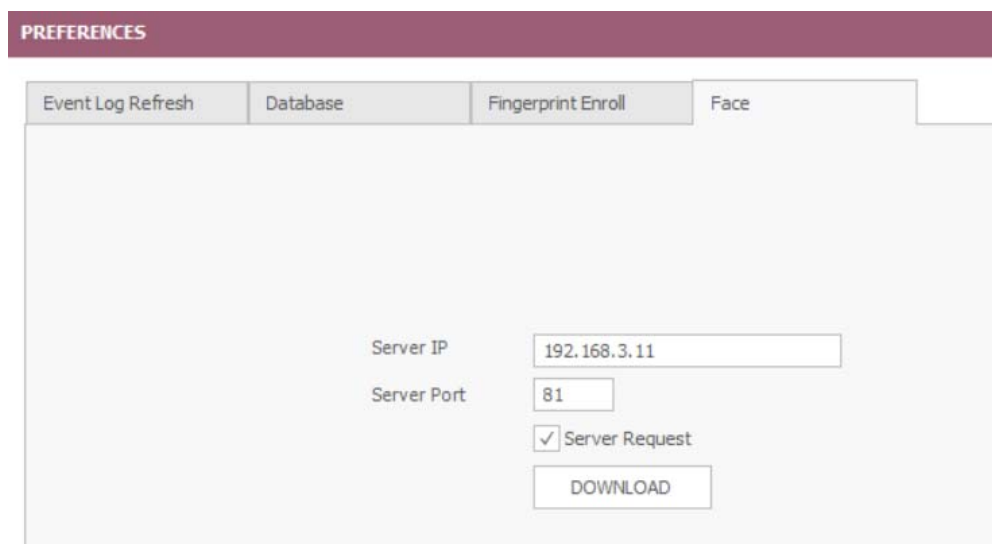 PREFERENCES
Event Log Refresh Database Fingerprint Enroll Face
Server IP 192.168.3.11
Server Port 81
Server Request
DOWNLOAD